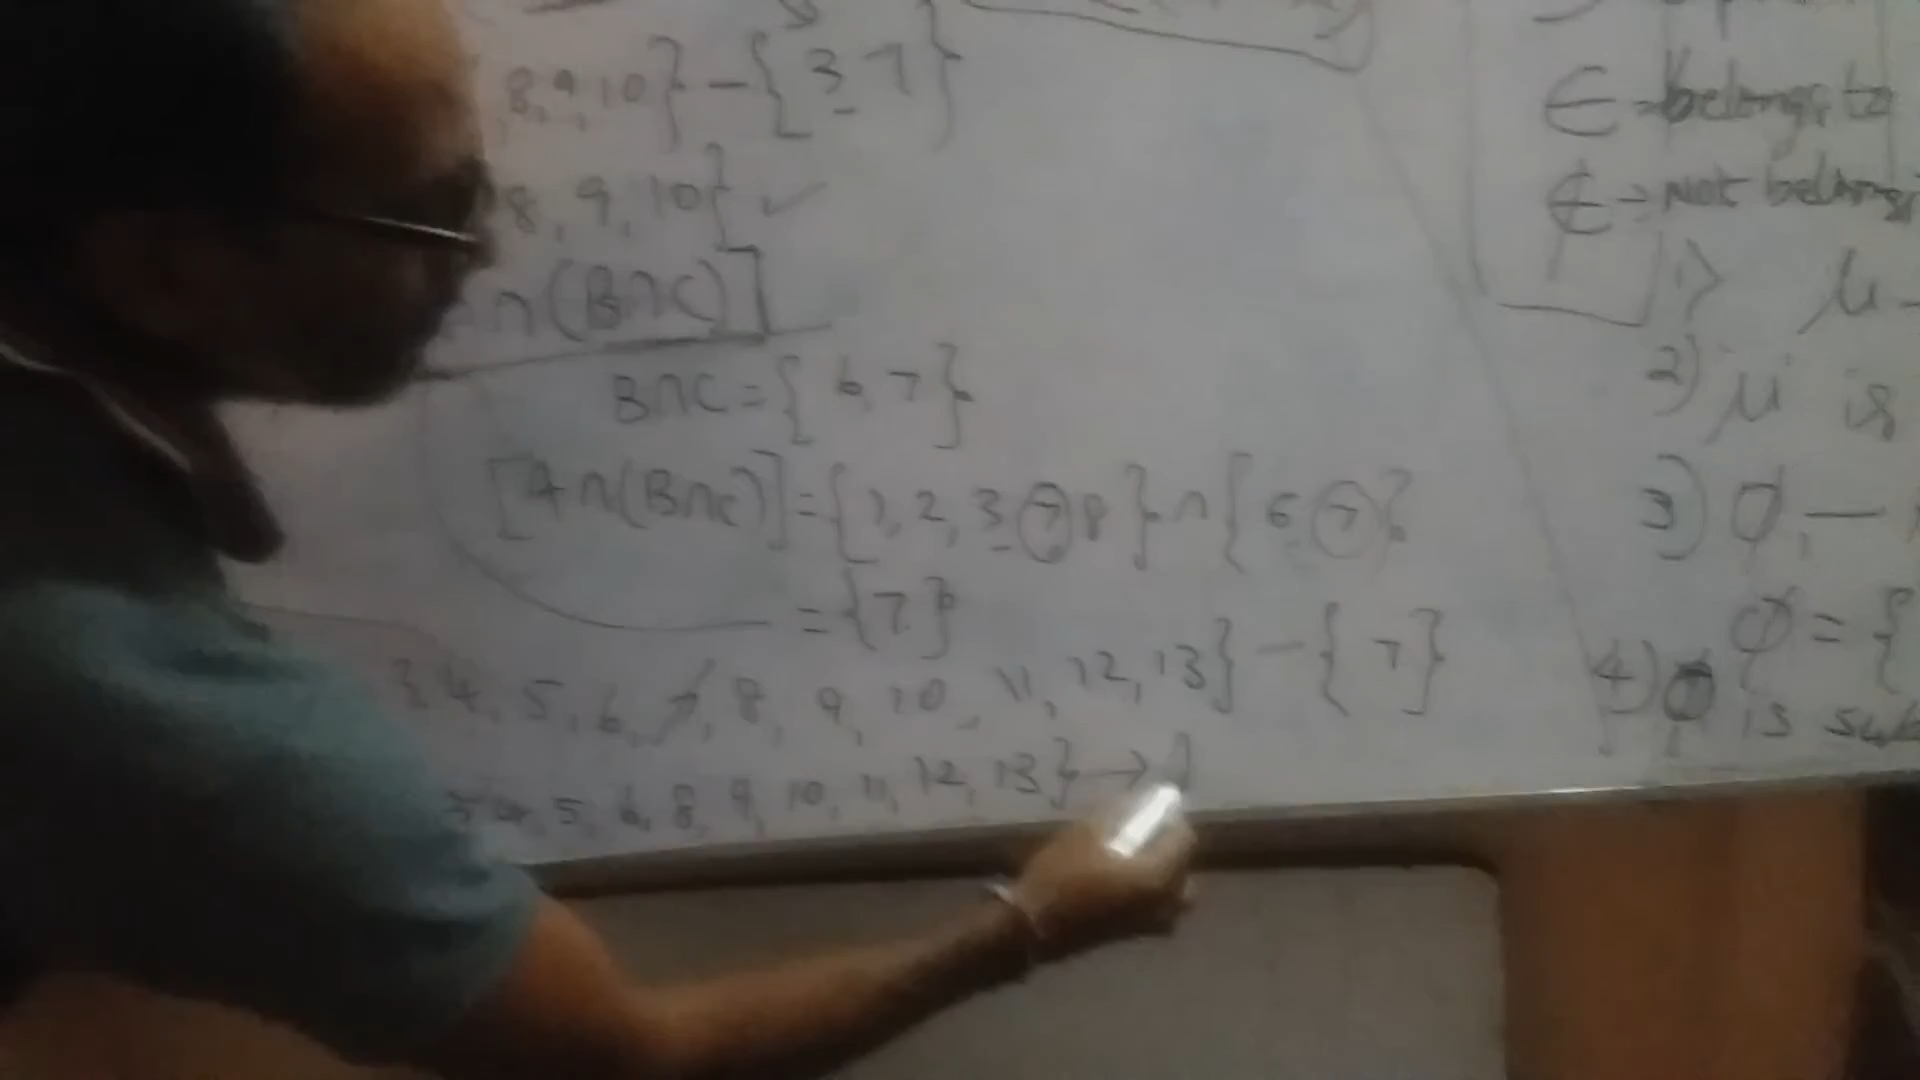 8, 9, 10} - {3 7}
8, 9, 10} ✓
∩(B∩C)]
B∩C = {6, 7}
[A∩(B∩C)] = {1, 2, 3 7 8} ∩ {6 7}
= {7}
{4, 5, 6, 7, 8, 9, 10, 11, 12, 13} - {7}
5, 6, 8, 9, 10, 11, 12, 13} →
∈ = belongs to
∉ = Not belongs
1) μ -
2) μ is
3) ϕ, -
ϕ = {
4) ϕ is sub